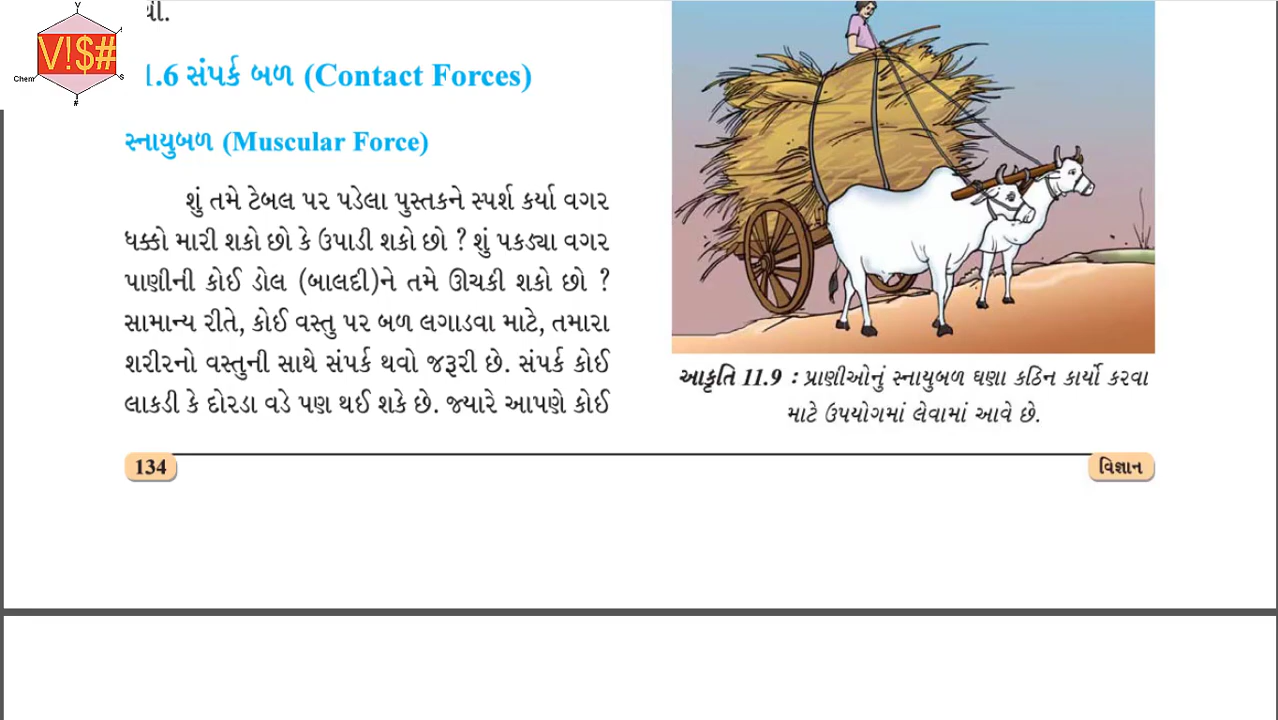 V!$#
Chem
Y
#
યી.
1.6 સંપર્ક બળ (Contact Forces)
સ્નાયુબળ (Muscular Force)
શું તમે ટેબલ પર પડેલા પુસ્તકને સ્પર્શ કર્યા વગર
ધક્કો મારી શકો છો કે ઉપાડી શકો છો ? શું પકડ્યા વગર
પાણીની કોઈ ડોલ (બાલદી)ને તમે ઊંચકી શકો છો ?
સામાન્ય રીતે, કોઈ વસ્તુ પર બળ લગાડવા માટે, તમારા
શરીરનો વસ્તુની સાથે સંપર્ક થવો જરૂરી છે. સંપર્ક કોઈ
લાકડી કે દોરડા વડે પણ થઈ શકે છે. જ્યારે આપણે કોઈ
આકૃતિ 11.9 : પ્રાણીઓનું સ્નાયુબળ ઘણા કઠિન કાર્યો કરવા
માટે ઉપયોગમાં લેવામાં આવે છે.
134
વિજ્ઞાન